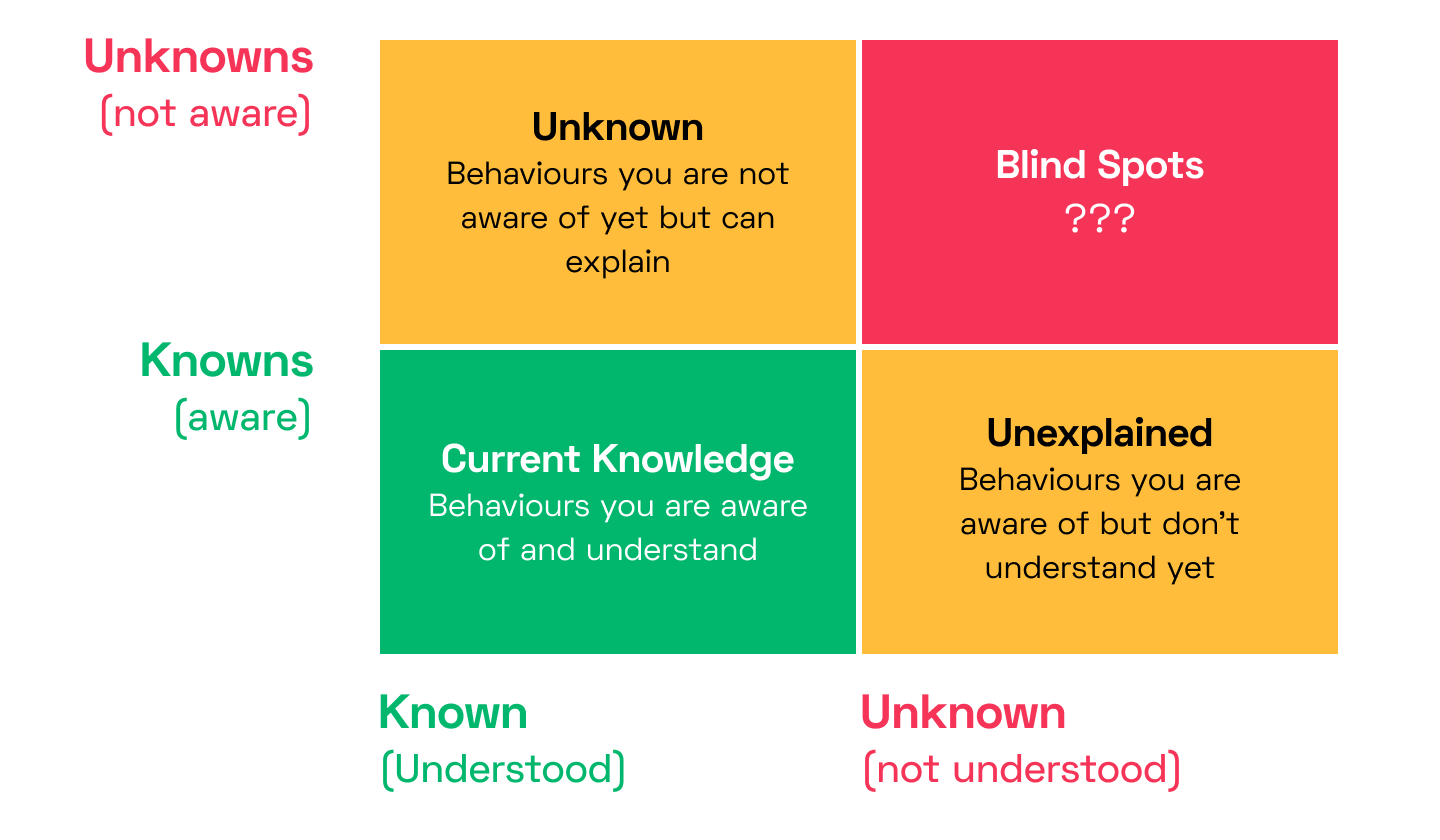 Unknowns
(not aware)
Unknown
Behaviours you are not
aware of yet but can
explain
Blind Spots
???
Knowns
(aware)
Current Knowledge
Behaviours you are aware
of and understand
Unexplained
Behaviours you are
aware of but don’t
understand yet
Known
(Understood)
Unknown
(not understood)